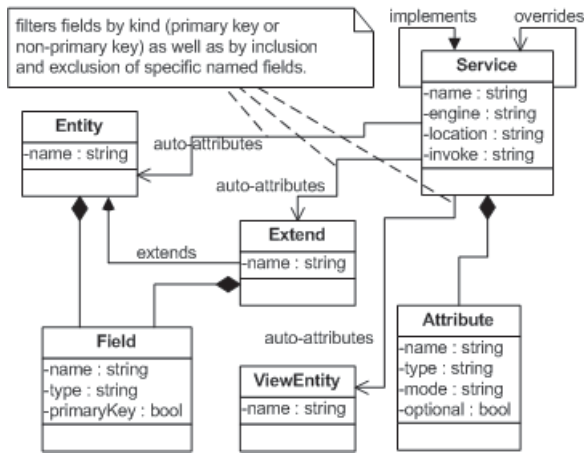 filters fields by kind (primary key or
non-primary key) as well as by inclusion
and exclusion of specific named fields.
implements
overrides
Service
-name : string
-engine : string
-location : string
-invoke : string
Entity
-name : string
auto-attributes
auto-attributes
Extend
-name : string
extends
Field
-name : string
-type : string
-primaryKey : bool
auto-attributes
ViewEntity
-name : string
Attribute
-name : string
-type : string
-mode : string
-optional : bool